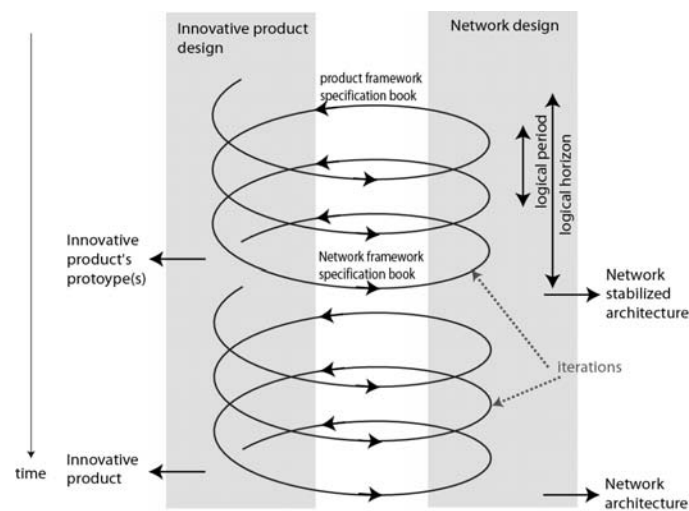 Innovative product
design
Network design
product framework
specification book
logical period
logical horizon
Innovative
product's
protoype(s)
Network framework
specification book
Network
stabilized
architecture
iterations
time
Innovative
product
Network
architecture